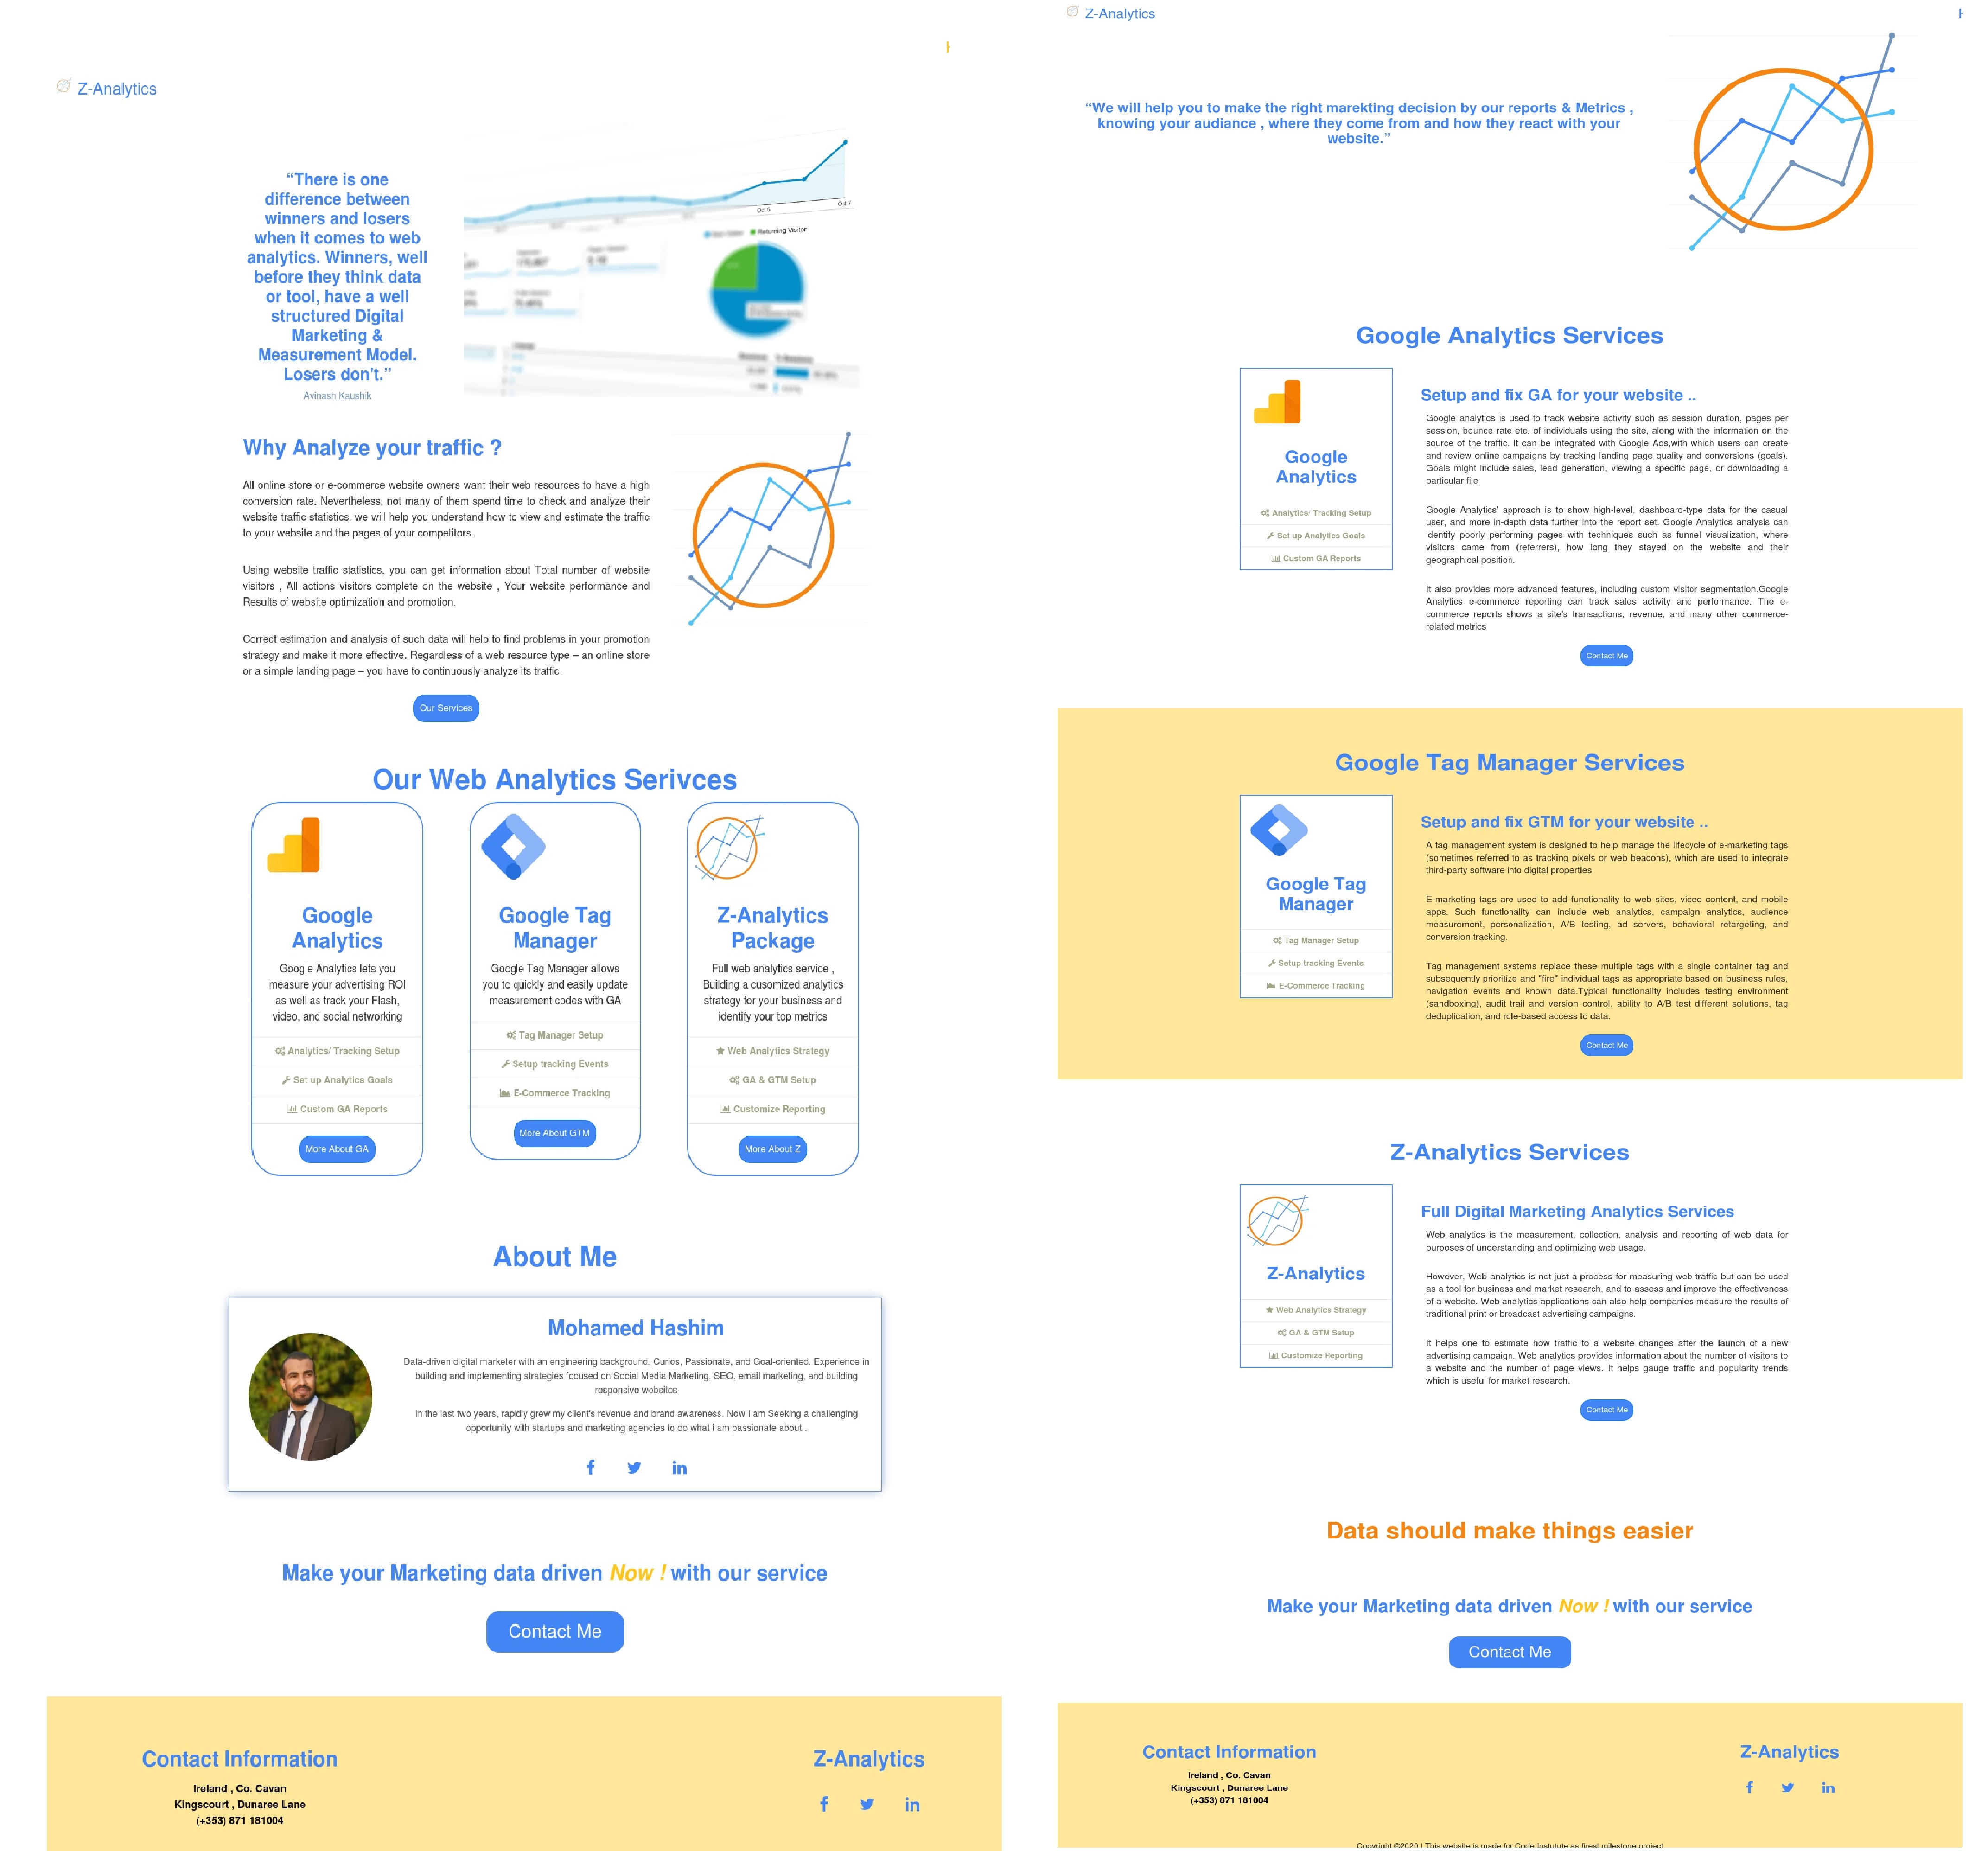 Z-Analytics
“There is one
difference between
winners and losers
when it comes to web
analytics. Winners, well
before they think data
or tool, have a well
structured Digital
Marketing &
Measurement Model.
Losers don't.”
Avinash Kaushik
Oct 5
Oct 7
Returning Visitor
Why Analyze your traffic ?
All online store or e-commerce website owners want their web resources to have a high
conversion rate. Nevertheless, not many of them spend time to check and analyze their
website traffic statistics. we will help you understand how to view and estimate the traffic
to your website and the pages of your competitors.
Using website traffic statistics, you can get information about Total number of website
visitors , All actions visitors complete on the website , Your website performance and
Results of website optimization and promotion.
Correct estimation and analysis of such data will help to find problems in your promotion
strategy and make it more effective. Regardless of a web resource type – an online store
or a simple landing page – you have to continuously analyze its traffic.
Our Services
Our Web Analytics Serivces
Google
Analytics
Google Analytics lets you
measure your advertising ROI
as well as track your Flash,
video, and social networking
Analytics/ Tracking Setup
Set up Analytics Goals
Custom GA Reports
More About GA
Google Tag
Manager
Google Tag Manager allows
you to quickly and easily update
measurement codes with GA
Tag Manager Setup
Setup tracking Events
E-Commerce Tracking
More About GTM
Z-Analytics
Package
Full web analytics service ,
Building a cusomized analytics
strategy for your business and
identify your top metrics
Web Analytics Strategy
GA & GTM Setup
Customize Reporting
More About Z
About Me
Mohamed Hashim
Data-driven digital marketer with an engineering background, Curios, Passionate, and Goal-oriented. Experience in
building and implementing strategies focused on Social Media Marketing, SEO, email marketing, and building
responsive websites
in the last two years, rapidly grew my client's revenue and brand awareness. Now I am Seeking a challenging
opportunity with startups and marketing agencies to do what i am passionate about .
Make your Marketing data driven Now ! with our service
Contact Me
Contact Information
Ireland , Co. Cavan
Kingscourt , Dunaree Lane
(+353) 871 181004
Z-Analytics
Z-Analytics
“We will help you to make the right marekting decision by our reports & Metrics ,
knowing your audiance , where they come from and how they react with your
website.”
Google Analytics Services
Google
Analytics
Analytics/ Tracking Setup
Set up Analytics Goals
Custom GA Reports
Setup and fix GA for your website ..
Google analytics is used to track website activity such as session duration, pages per
session, bounce rate etc. of individuals using the site, along with the information on the
source of the traffic. It can be integrated with Google Ads,with which users can create
and review online campaigns by tracking landing page quality and conversions (goals).
Goals might include sales, lead generation, viewing a specific page, or downloading a
particular file
Google Analytics' approach is to show high-level, dashboard-type data for the casual
user, and more in-depth data further into the report set. Google Analytics analysis can
identify poorly performing pages with techniques such as funnel visualization, where
visitors came from (referrers), how long they stayed on the website and their
geographical position.
It also provides more advanced features, including custom visitor segmentation.Google
Analytics e-commerce reporting can track sales activity and performance. The e-
commerce reports shows a site's transactions, revenue, and many other commerce-
related metrics
Contact Me
Google Tag Manager Services
Google Tag
Manager
Tag Manager Setup
Setup tracking Events
E-Commerce Tracking
Setup and fix GTM for your website ..
A tag management system is designed to help manage the lifecycle of e-marketing tags
(sometimes referred to as tracking pixels or web beacons), which are used to integrate
third-party software into digital properties
E-marketing tags are used to add functionality to web sites, video content, and mobile
apps. Such functionality can include web analytics, campaign analytics, audience
measurement, personalization, A/B testing, ad servers, behavioral retargeting, and
conversion tracking.
Tag management systems replace these multiple tags with a single container tag and
subsequently prioritize and "fire" individual tags as appropriate based on business rules,
navigation events and known data.Typical functionality includes testing environment
(sandboxing), audit trail and version control, ability to A/B test different solutions, tag
deduplication, and role-based access to data.
Contact Me
Z-Analytics Services
Z-Analytics
Web Analytics Strategy
GA & GTM Setup
Customize Reporting
Full Digital Marketing Analytics Services
Web analytics is the measurement, collection, analysis and reporting of web data for
purposes of understanding and optimizing web usage.
However, Web analytics is not just a process for measuring web traffic but can be used
as a tool for business and market research, and to assess and improve the effectiveness
of a website. Web analytics applications can also help companies measure the results of
traditional print or broadcast advertising campaigns.
It helps one to estimate how traffic to a website changes after the launch of a new
advertising campaign. Web analytics provides information about the number of visitors to
a website and the number of page views. It helps gauge traffic and popularity trends
which is useful for market research.
Contact Me
Data should make things easier
Make your Marketing data driven Now ! with our service
Contact Me
Contact Information
Ireland , Co. Cavan
Kingscourt , Dunaree Lane
(+353) 871 181004
Z-Analytics
Copyright ©2020 | This website is made for Code Instutute as firest milestone project